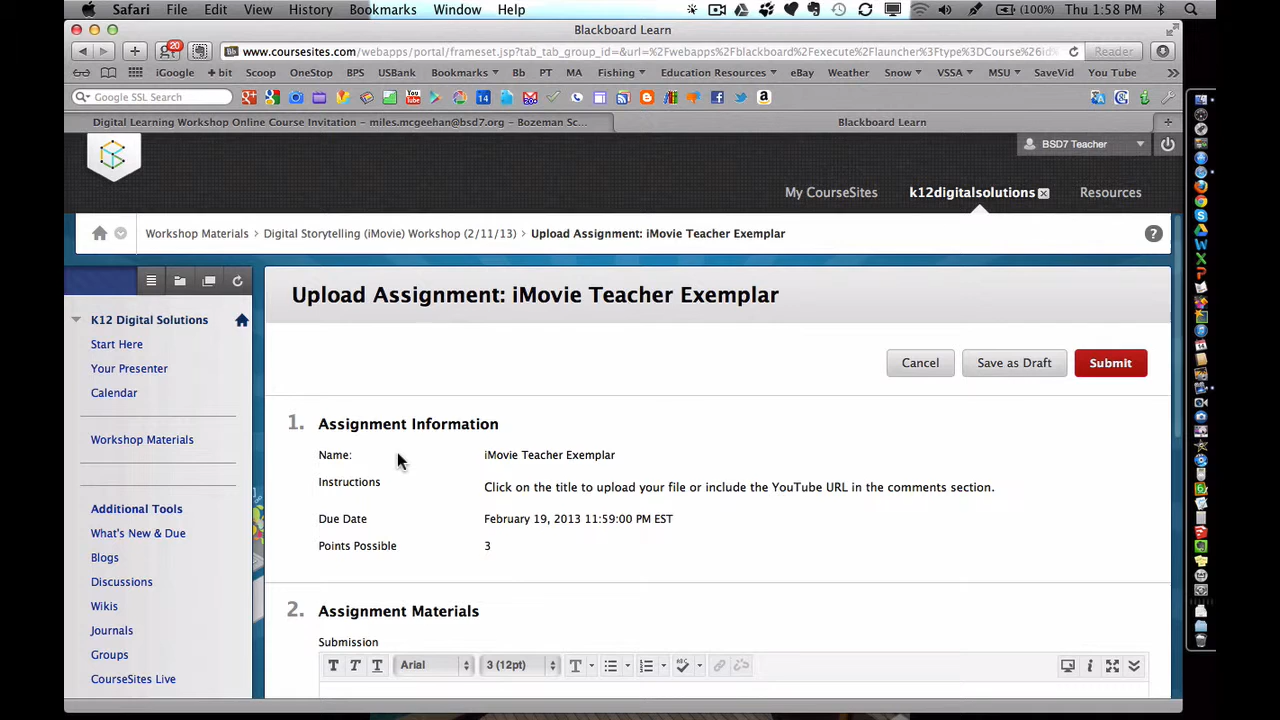 Safari File Edit View History Bookmarks Window Help (100%) Thu 1:58 PM
Blackboard Learn
20 www.coursesites.com/webapps/portal/frameset.jsp?tab_tab_group_id=&url=%2Fwebapps%2Fblackboard%2Fexecute%2Flauncher%3Ftype%3DCourse%26id Reader
iGoogle + bit Scoop OneStop BPS USBank Bookmarks Bb PT MA Fishing Education Resources eBay Weather Snow VSSA MSU SaveVid You Tube
Google SSL Search
Digital Learning Workshop Online Course Invitation – miles.mcgeehan@bsd7.org – Bozeman Sc... Blackboard Learn
BSD7 Teacher
My CourseSites k12digitalsolutions Resources
Workshop Materials > Digital Storytelling (iMovie) Workshop (2/11/13) > Upload Assignment: iMovie Teacher Exemplar ?
Upload Assignment: iMovie Teacher Exemplar
Cancel Save as Draft Submit
K12 Digital Solutions
Start Here
Your Presenter
Calendar
Workshop Materials
Additional Tools
What's New & Due
Blogs
Discussions
Wikis
Journals
Groups
CourseSites Live
1. Assignment Information
Name: iMovie Teacher Exemplar
Instructions Click on the title to upload your file or include the YouTube URL in the comments section.
Due Date February 19, 2013 11:59:00 PM EST
Points Possible 3
2. Assignment Materials
Submission
T T T Arial 3 (12pt) T ABC